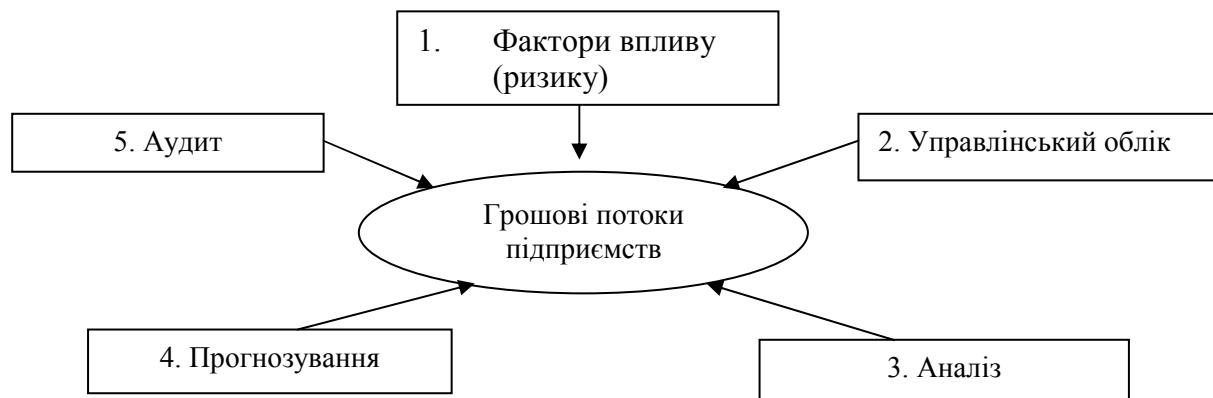 1. Фактори впливу
(ризику)
5. Аудит
2. Управлінський облік
Грошові потоки
підприємств
4. Прогнозування
3. Аналіз